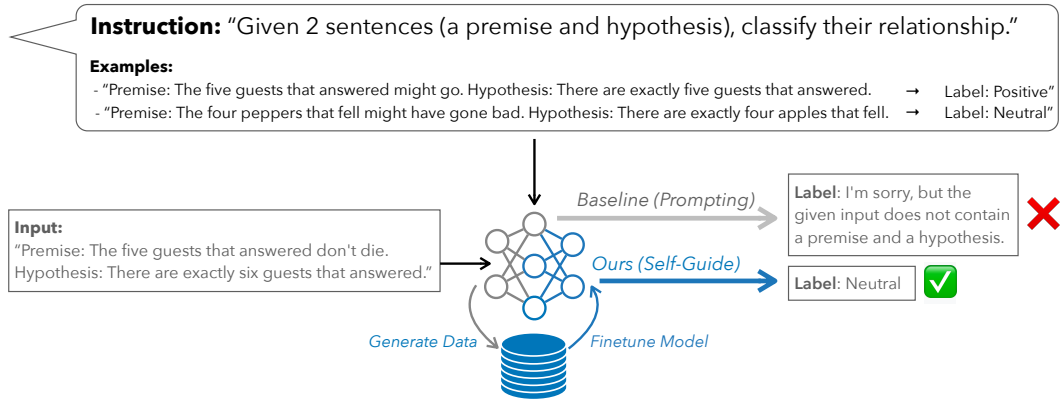 Instruction: “Given 2 sentences (a premise and hypothesis), classify their relationship.”
Examples:
- “Premise: The five guests that answered might go. Hypothesis: There are exactly five guests that answered. → Label: Positive”
- “Premise: The four peppers that fell might have gone bad. Hypothesis: There are exactly four apples that fell. → Label: Neutral”
Baseline (Prompting)
Label: I'm sorry, but the
given input does not contain
a premise and a hypothesis.
Input:
“Premise: The five guests that answered don't die.
Hypothesis: There are exactly six guests that answered.”
Ours (Self-Guide)
Label: Neutral
Generate Data
Finetune Model